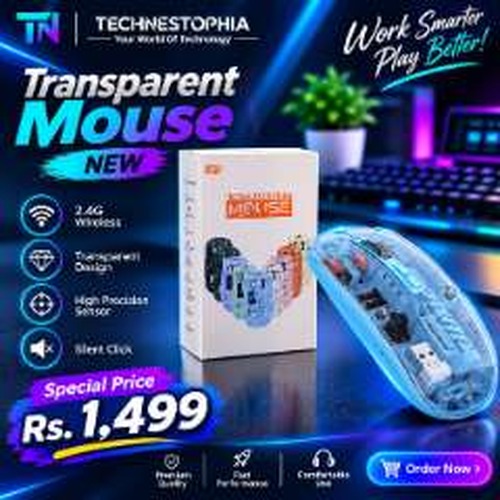 TN
TECHNESTOPHIA
Your World Of Technology
Work Smarter
Play Better!
Transparent
Mouse
NEW
2.4G
Wireless
Transparent
Design
High Precision
Sensor
Silent Click
MOUSE
Special Price
Rs. 1,499
Premium
Quality
Fast
Performance
Comfortable
Use
Order Now